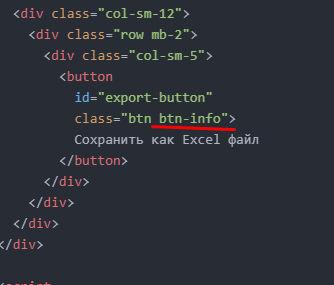 <div class="col-sm-12">
<div class="row mb-2">
<div class="col-sm-5">
<button
id="export-button"
class="btn btn-info">
Сохранить как Excel файл
</button>
</div>
</div>
</div>
</div>
<script